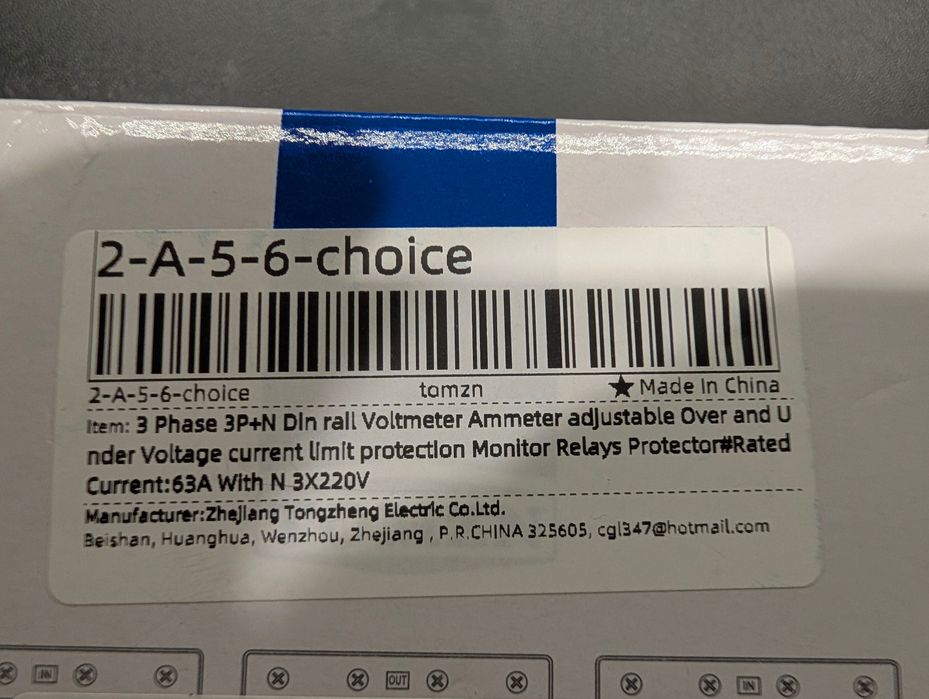 2-A-5-6-choice
2-A-5-6-choice tomzn ★ Made In China
Item: 3 Phase 3P+N Din rail Voltmeter Ammeter adjustable Over and U
nder Voltage current limit protection Monitor Relays Protector#Rated
Current:63A With N 3X220V
Manufacturer:Zhejiang Tongzheng Electric Co.Ltd.
Beishan, Huanghua, Wenzhou, Zhejiang , P.R.CHINA 325605, cgl347@hotmail.com
IN OUT IN